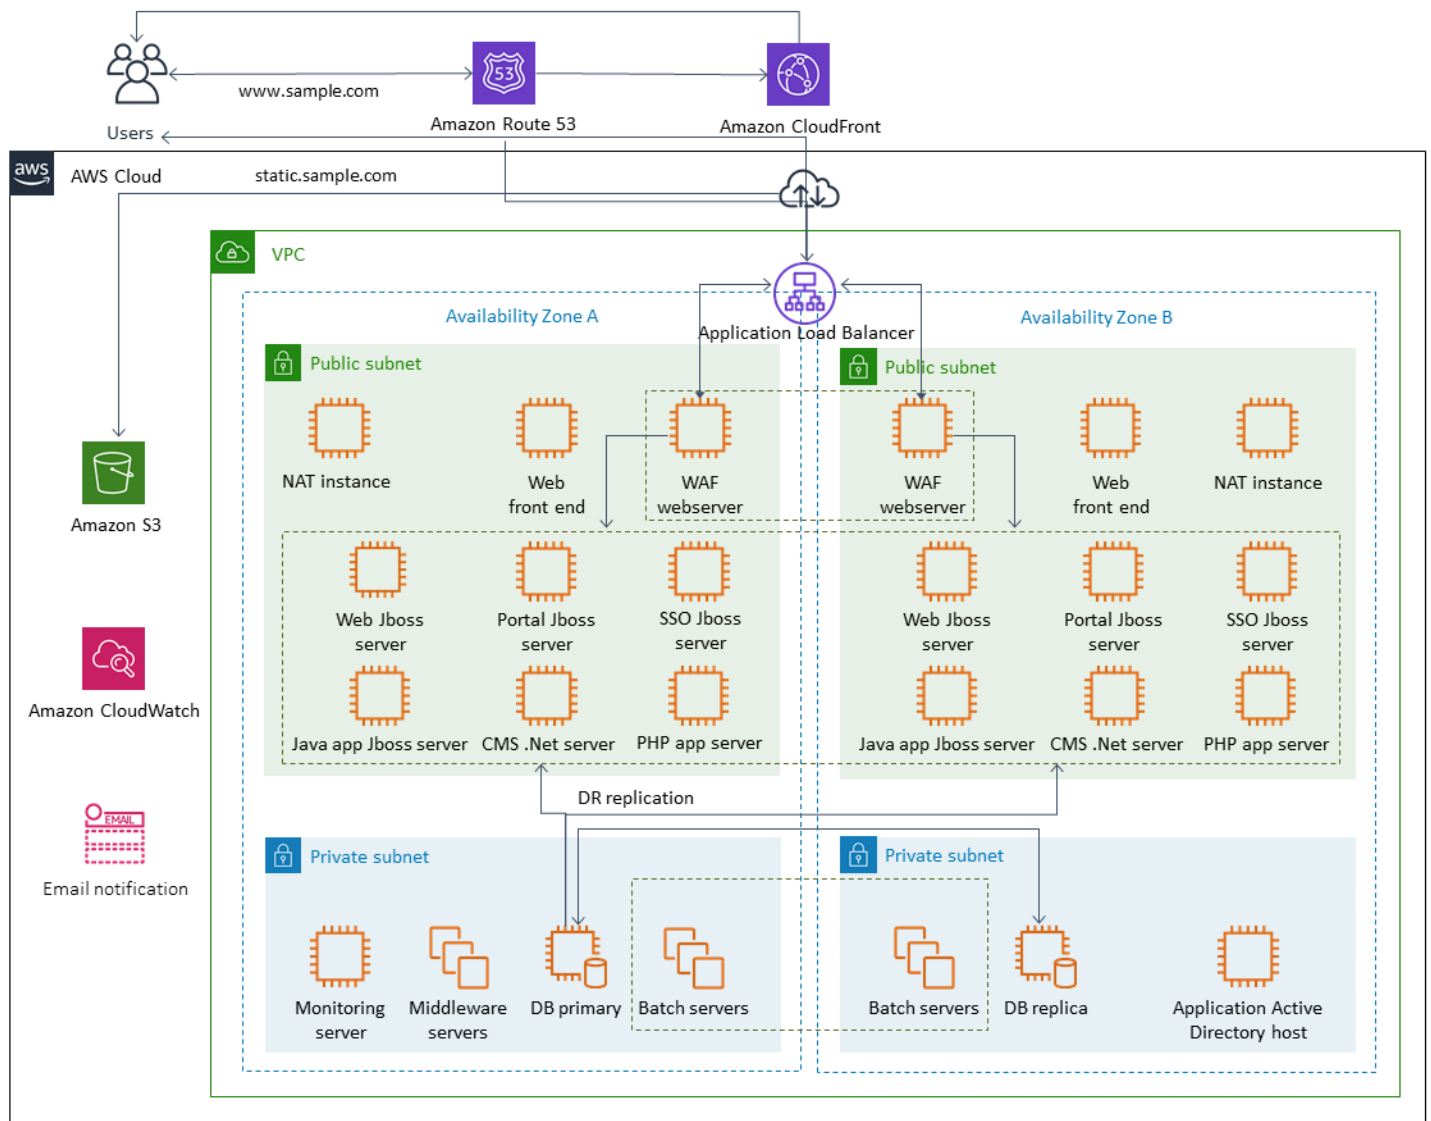 53
www.sample.com
Amazon Route 53
Amazon CloudFront
Users
aws
AWS Cloud
static.sample.com
VPC
Availability Zone A
Application Load Balancer
Availability Zone B
Public subnet
Public subnet
NAT instance
Web
front end
WAF
webserver
WAF
webserver
Web
front end
NAT instance
Amazon S3
Web Jboss
server
Portal Jboss
server
SSO Jboss
server
Web Jboss
server
Portal Jboss
server
SSO Jboss
server
Amazon CloudWatch
Java app Jboss server
CMS .Net server
PHP app server
Java app Jboss server
CMS .Net server
PHP app server
DR replication
EMAIL
Email notification
Private subnet
Private subnet
Monitoring
server
Middleware
servers
DB primary
Batch servers
Batch servers
DB replica
Application Active
Directory host